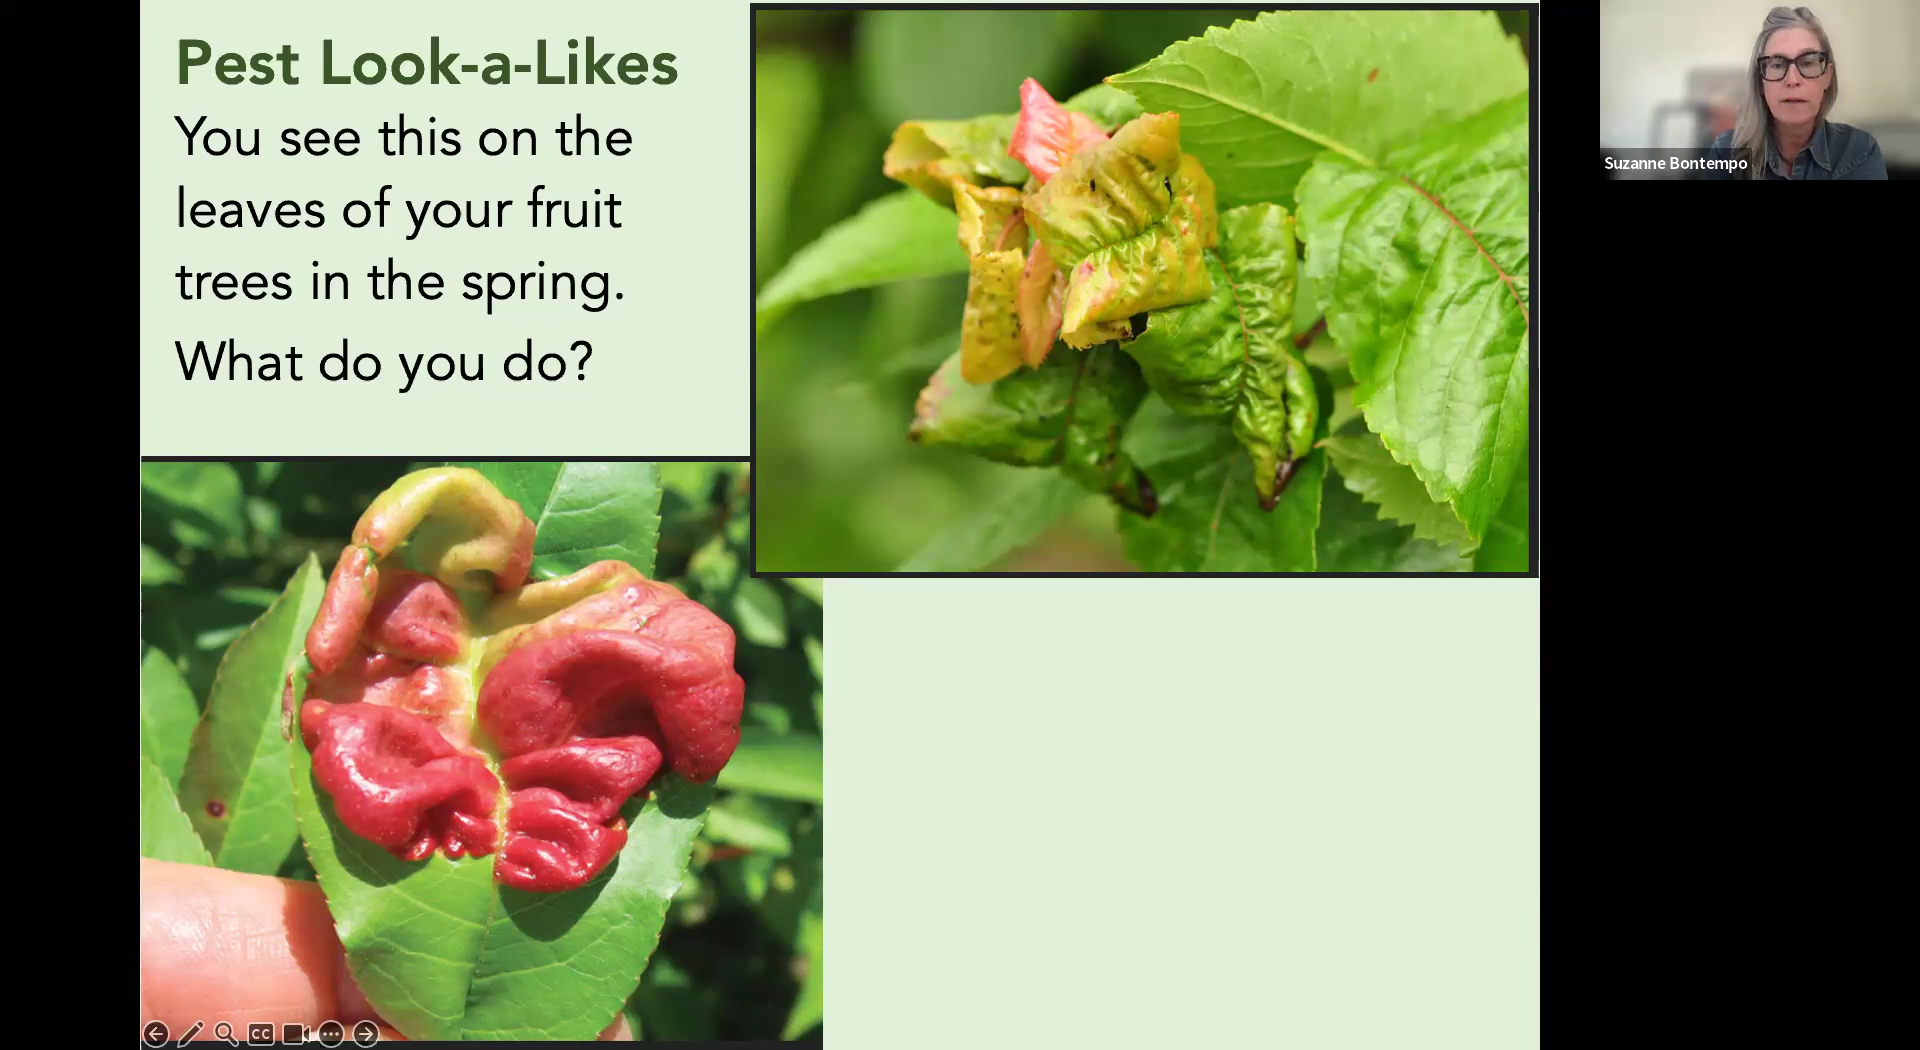 Pest Look-a-Likes
You see this on the
leaves of your fruit
trees in the spring.
What do you do?
Suzanne Bontempo
CC